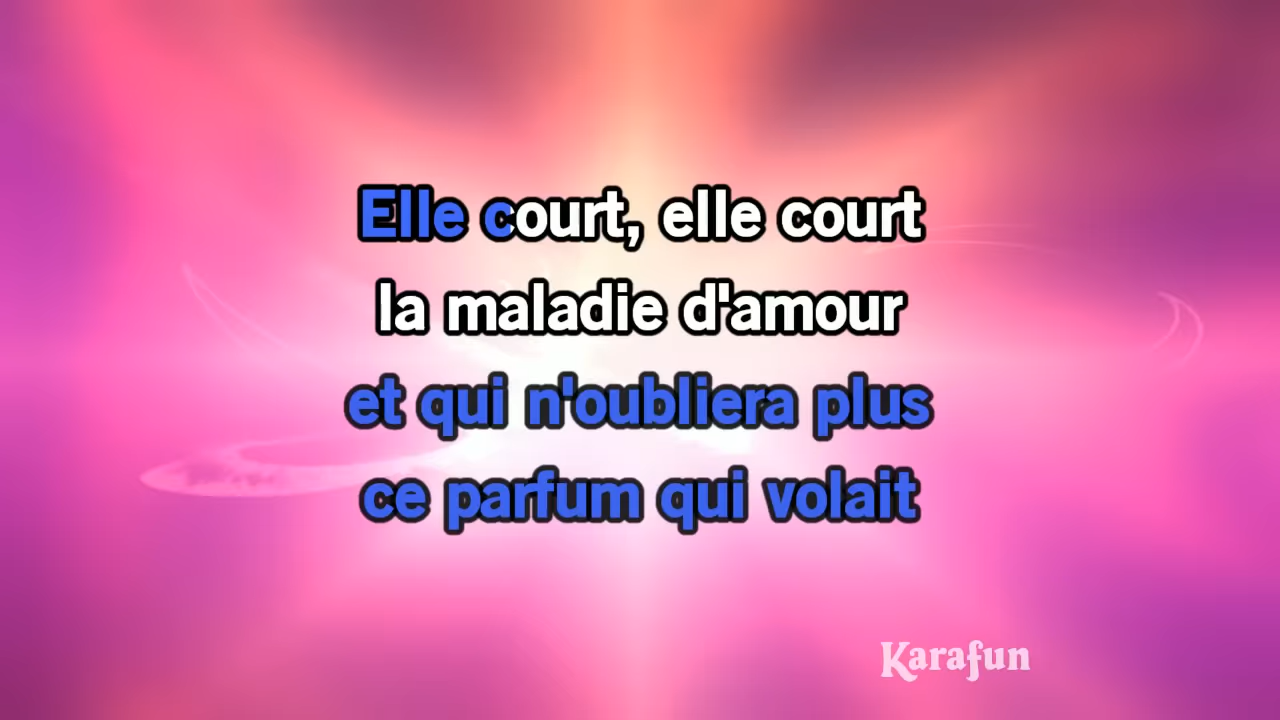 Elle court, elle court
la maladie d'amour
et qui n'oubliera plus
ce parfum qui volait
Karafun